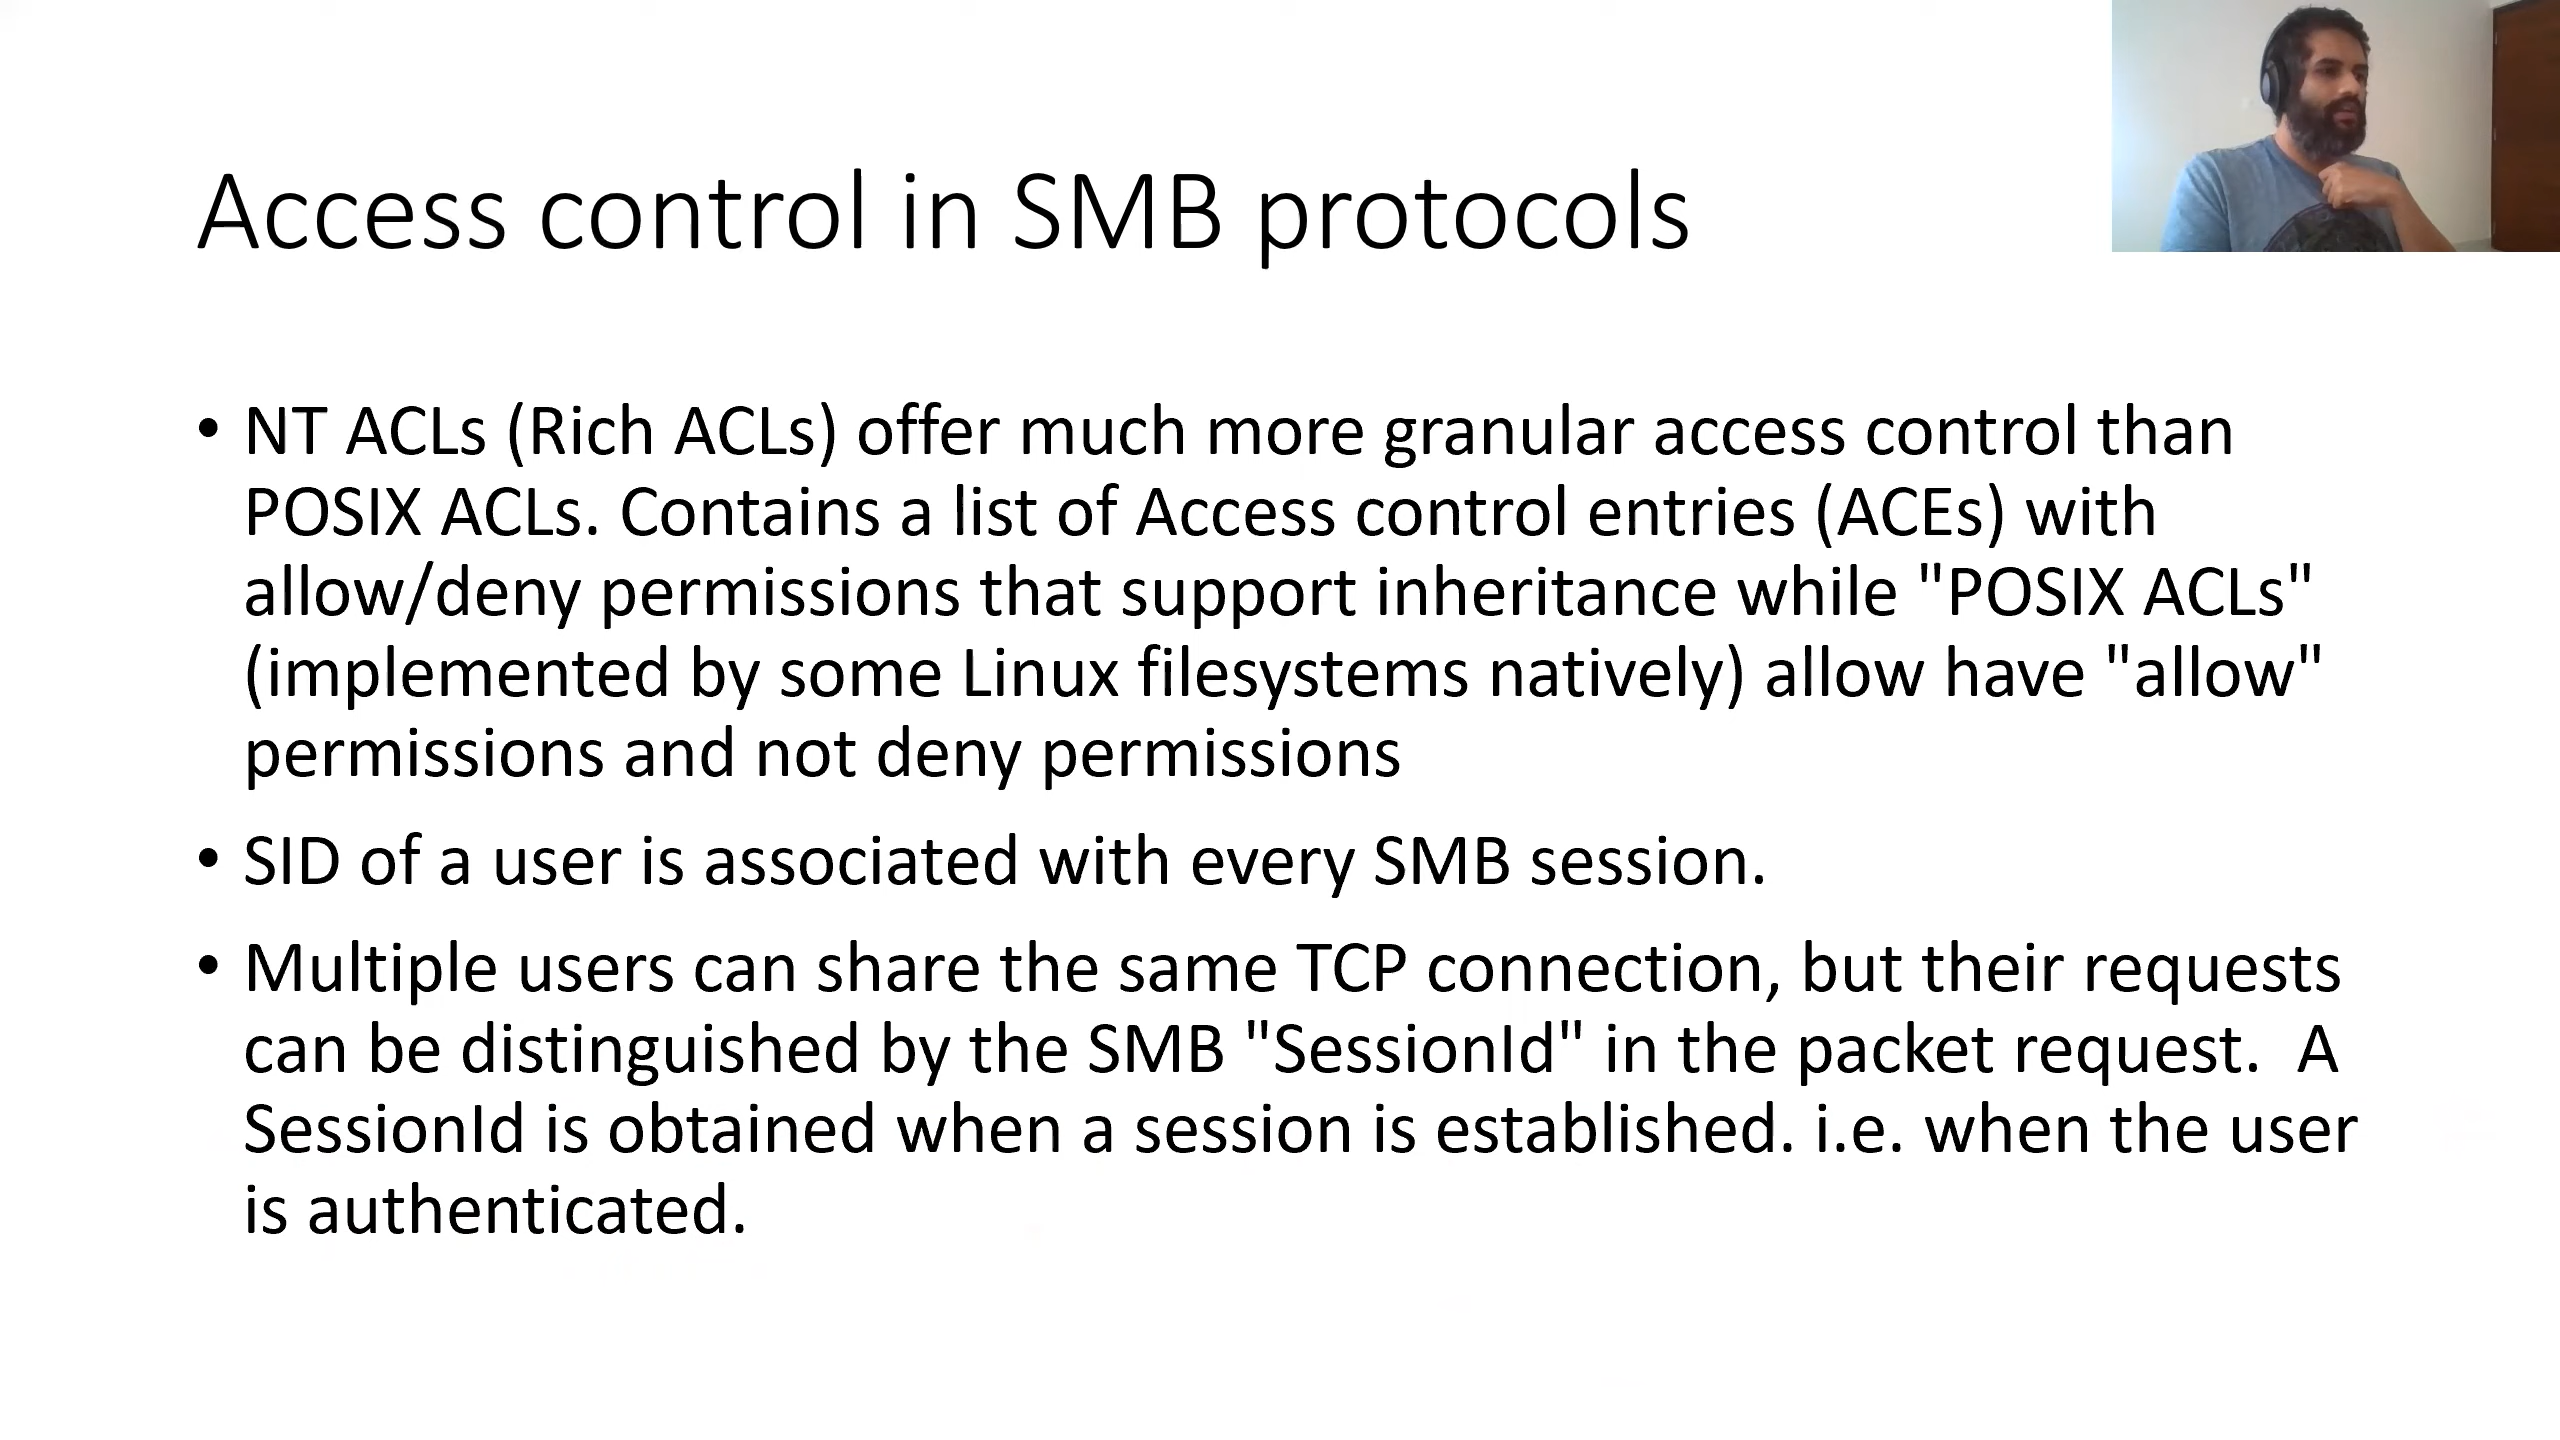 Access control in SMB protocols
• NT ACLs (Rich ACLs) offer much more granular access control than
POSIX ACLs. Contains a list of Access control entries (ACEs) with
allow/deny permissions that support inheritance while "POSIX ACLs"
(implemented by some Linux filesystems natively) allow have "allow"
permissions and not deny permissions
• SID of a user is associated with every SMB session.
• Multiple users can share the same TCP connection, but their requests
can be distinguished by the SMB "SessionId" in the packet request.  A
SessionId is obtained when a session is established. i.e. when the user
is authenticated.